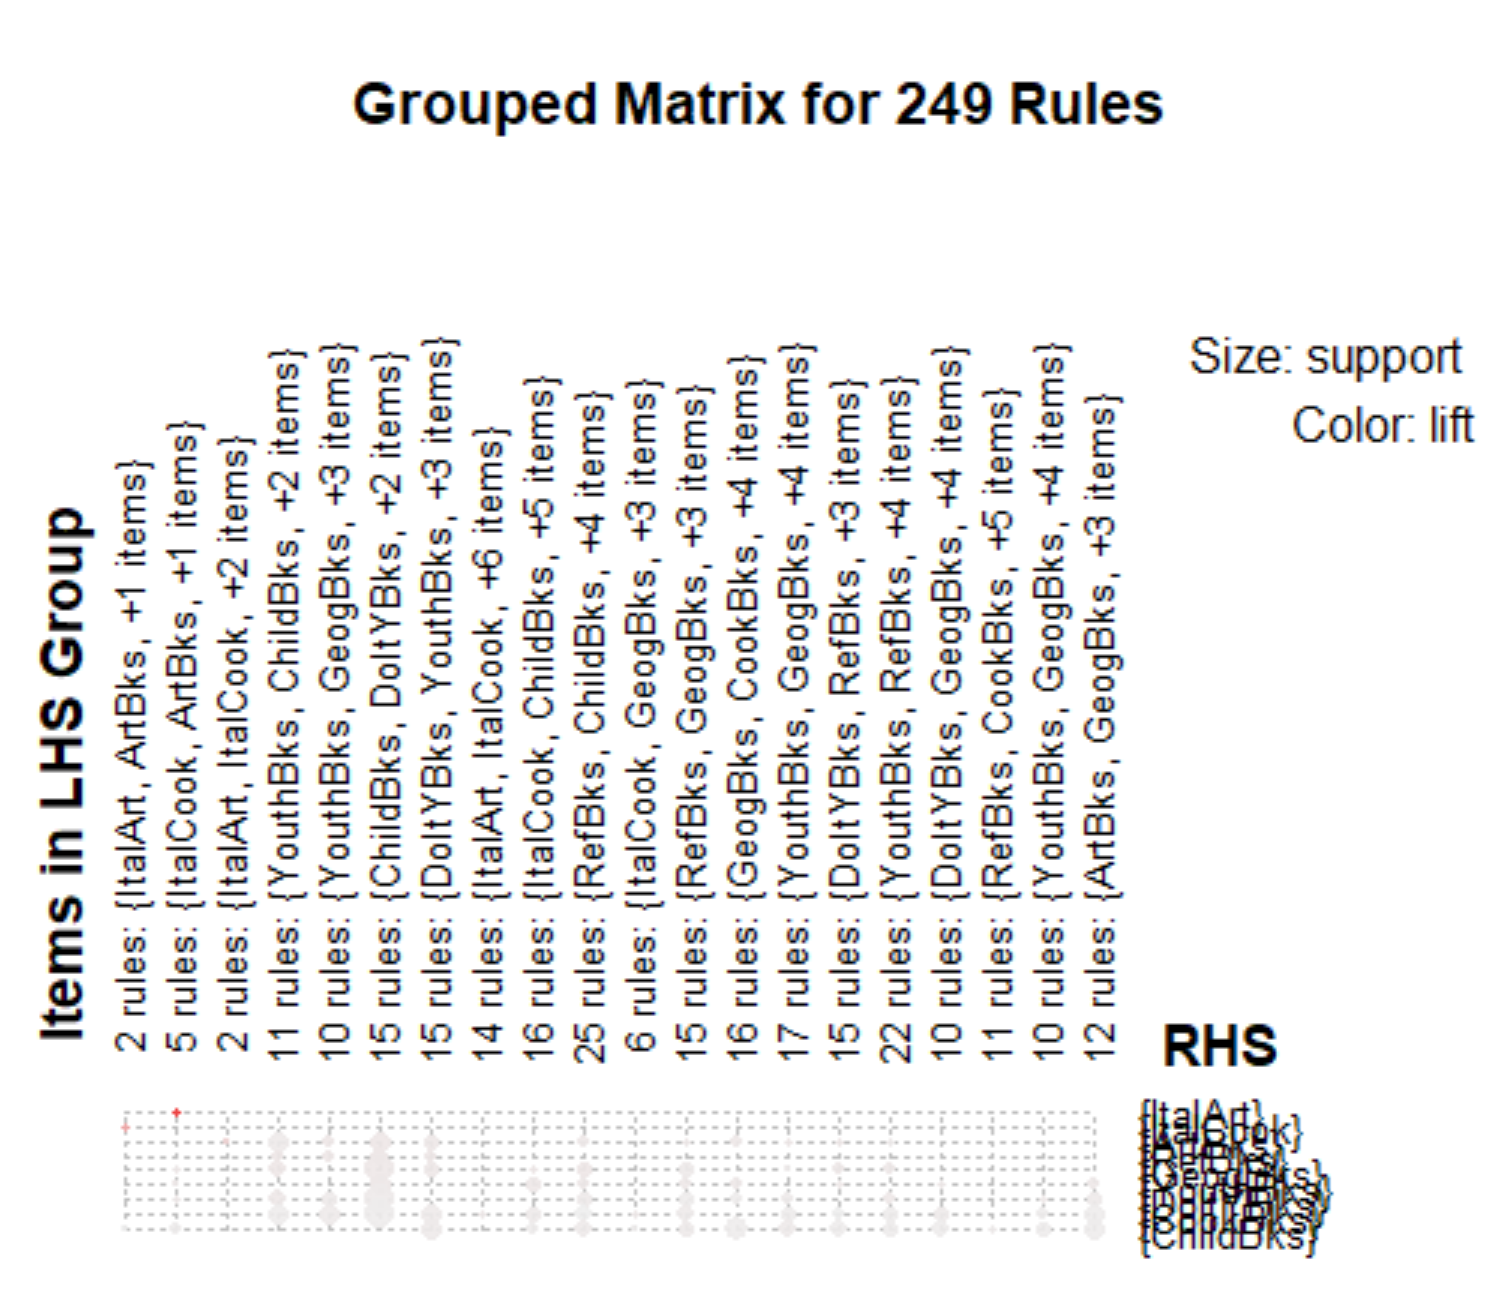 Grouped Matrix for 249 Rules
Size: support
Color: lift
Items in LHS Group
2 rules: {ItalArt, ArtBks, +1 items}
5 rules: {ItalCook, ArtBks, +1 items}
2 rules: {ItalArt, ItalCook, +2 items}
11 rules: {YouthBks, ChildBks, +2 items}
10 rules: {YouthBks, GeogBks, +3 items}
15 rules: {ChildBks, DoItYBks, +2 items}
15 rules: {DoItYBks, YouthBks, +3 items}
14 rules: {ItalArt, ItalCook, +6 items}
16 rules: {ItalCook, ChildBks, +5 items}
25 rules: {RefBks, ChildBks, +4 items}
6 rules: {ItalCook, GeogBks, +3 items}
15 rules: {RefBks, GeogBks, +3 items}
16 rules: {GeogBks, CookBks, +4 items}
17 rules: {YouthBks, GeogBks, +4 items}
15 rules: {DoItYBks, RefBks, +3 items}
22 rules: {YouthBks, RefBks, +4 items}
10 rules: {DoItYBks, GeogBks, +4 items}
11 rules: {RefBks, CookBks, +5 items}
10 rules: {YouthBks, GeogBks, +4 items}
12 rules: {ArtBks, GeogBks, +3 items}
RHS
{ItalArt}
{ItalCook}
{ChildBks}